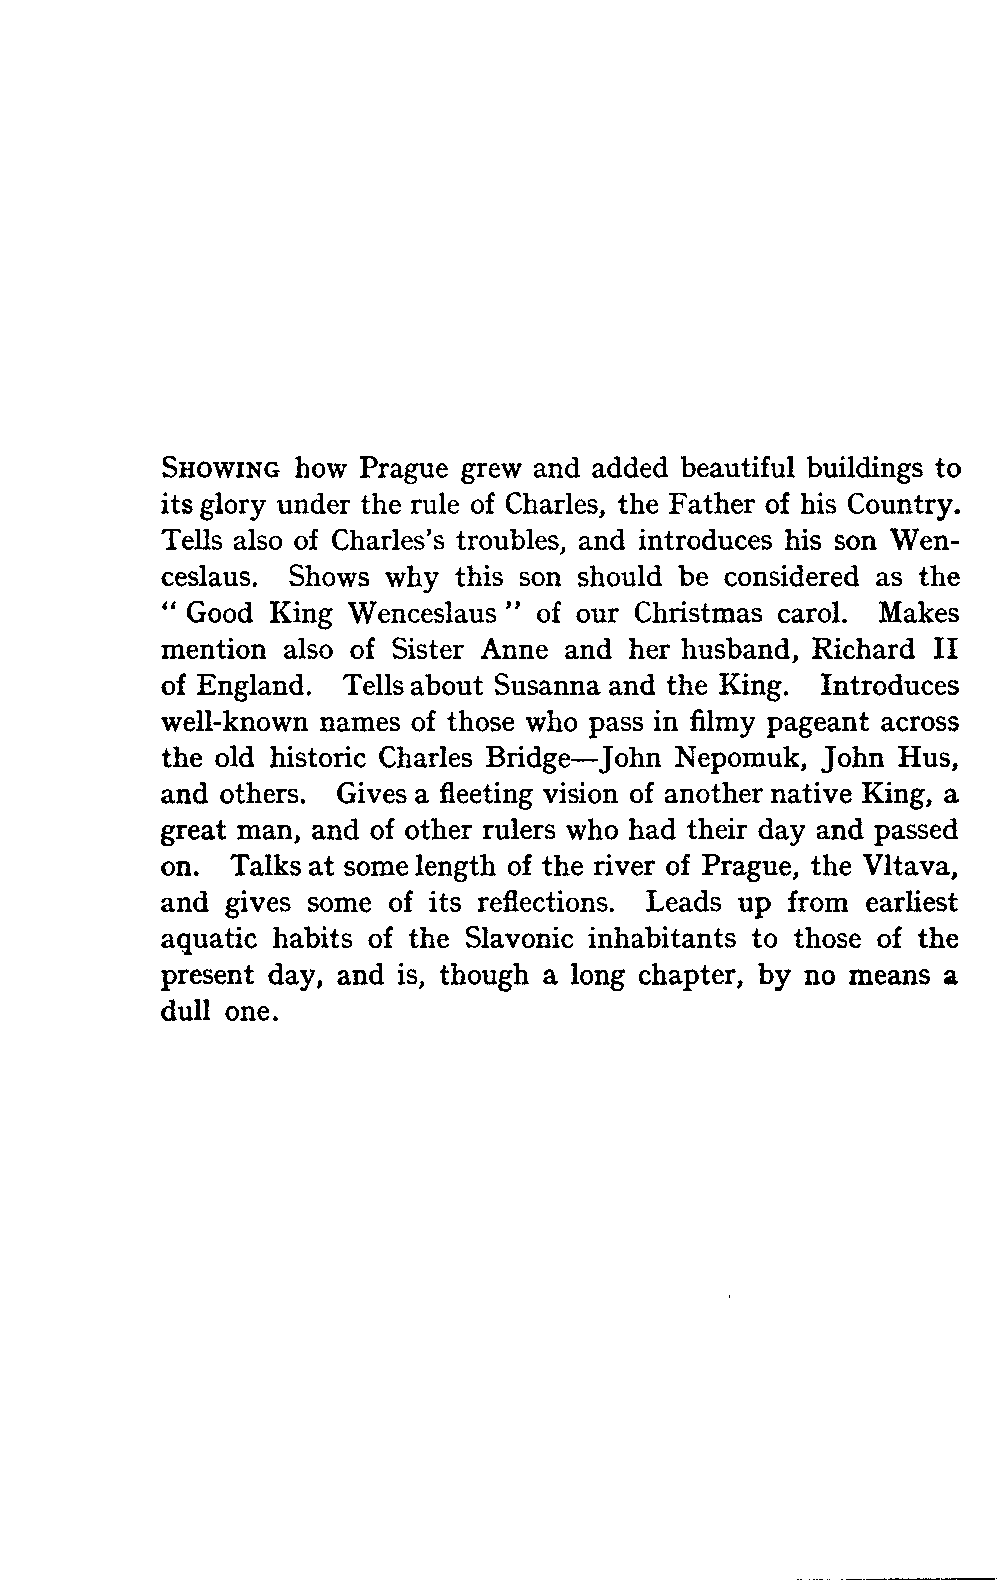 SHOWING how Prague grew and added beautiful buildings to
its glory under the rule of Charles, the Father of his Country.
Tells also of Charles's troubles, and introduces his son Wen-
ceslaus. Shows why this son should be considered as the
“ Good King Wenceslaus ” of our Christmas carol. Makes
mention also of Sister Anne and her husband, Richard II
of England. Tells about Susanna and the King. Introduces
well-known names of those who pass in filmy pageant across
the old historic Charles Bridge—John Nepomuk, John Hus,
and others. Gives a fleeting vision of another native King, a
great man, and of other rulers who had their day and passed
on. Talks at some length of the river of Prague, the Vltava,
and gives some of its reflections. Leads up from earliest
aquatic habits of the Slavonic inhabitants to those of the
present day, and is, though a long chapter, by no means a
dull one.